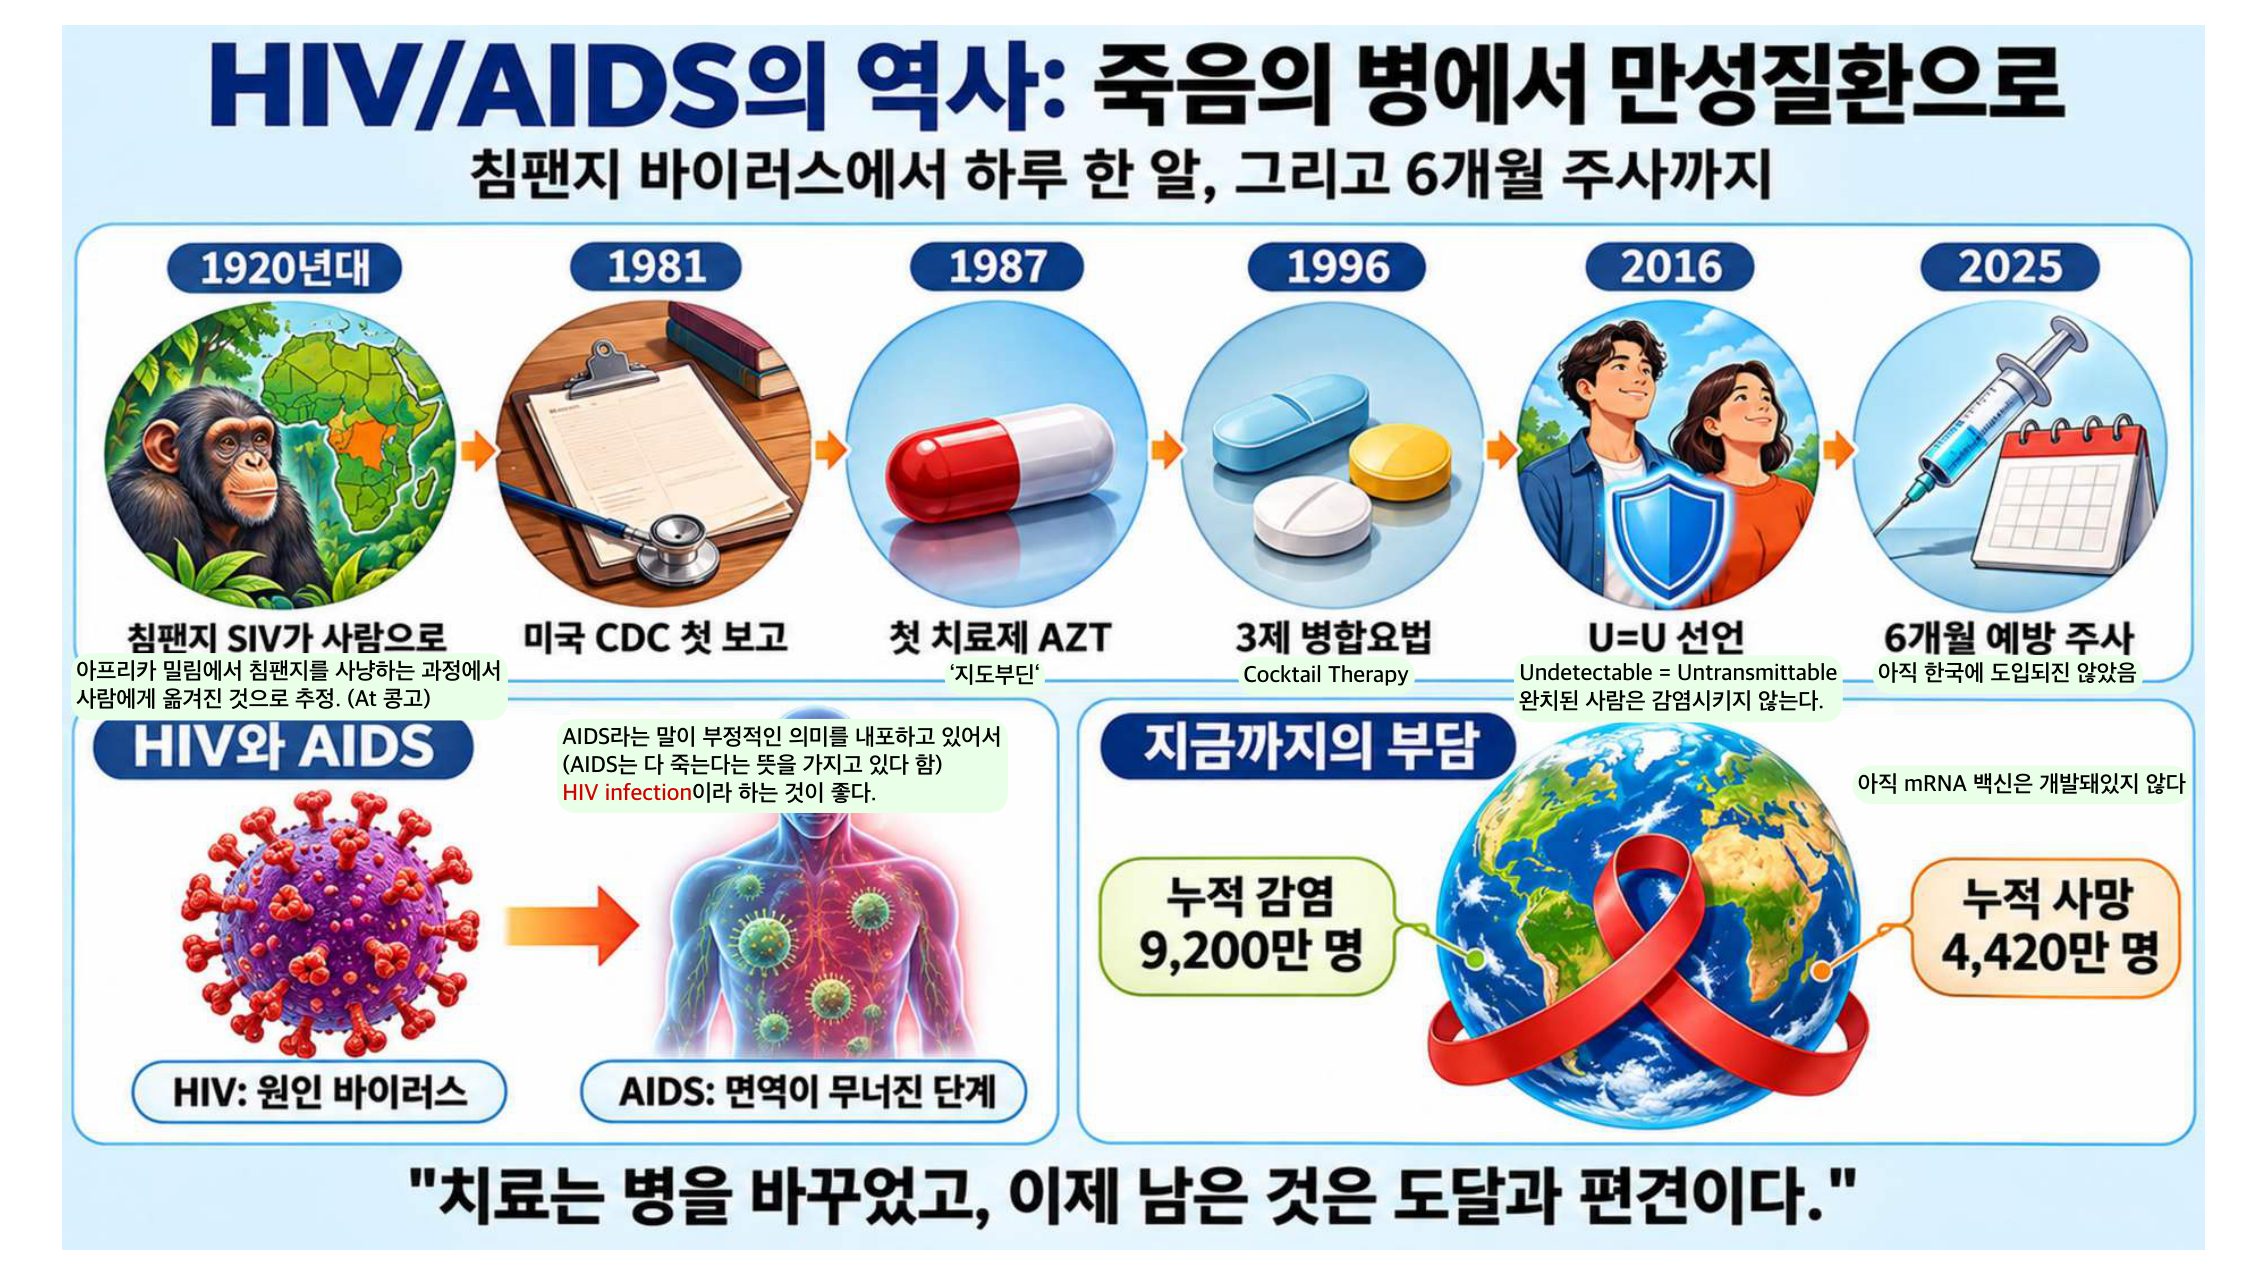 HIV/AIDS의 역사: 죽음의 병에서 만성질환으로
침팬지 바이러스에서 하루 한 알, 그리고 6개월 주사까지
1920년대
침팬지 SIV가 사람으로
아프리카 밀림에서 침팬지를 사냥하는 과정에서
사람에게 옮겨진 것으로 추정. (At 콩고)
1981
미국 CDC 첫 보고
1987
첫 치료제 AZT
‘지도부딘‘
1996
3제 병합요법
Cocktail Therapy
2016
U=U 선언
Undetectable = Untransmittable
완치된 사람은 감염시키지 않는다.
2025
6개월 예방 주사
아직 한국에 도입되진 않았음
HIV와 AIDS
AIDS라는 말이 부정적인 의미를 내포하고 있어서
(AIDS는 다 죽는다는 뜻을 가지고 있다 함)
HIV infection이라 하는 것이 좋다.
HIV: 원인 바이러스
AIDS: 면역이 무너진 단계
지금까지의 부담
아직 mRNA 백신은 개발돼있지 않다
누적 감염
9,200만 명
누적 사망
4,420만 명
"치료는 병을 바꾸었고, 이제 남은 것은 도달과 편견이다."